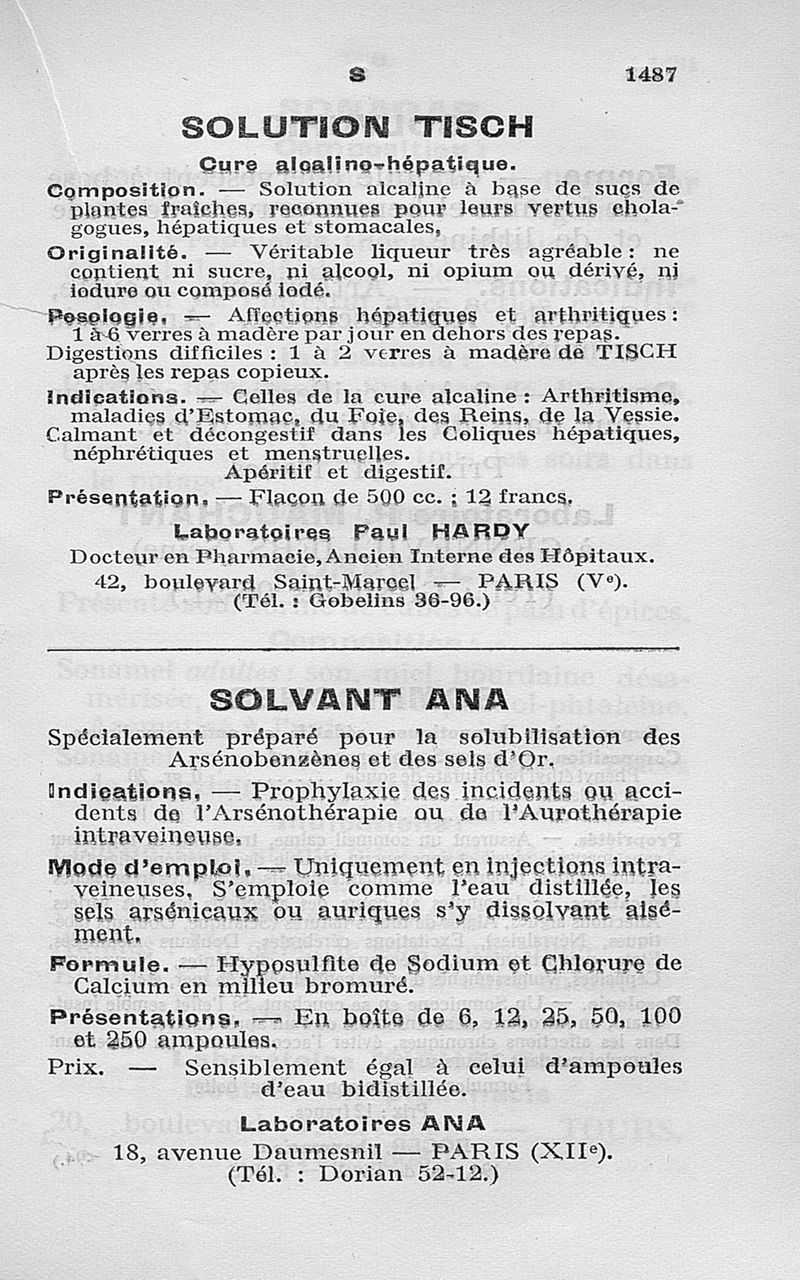 S 1487
SOLUTION TISCH
Cure alcalino-hépatique.
Composition. — Solution alcaline à base de sucs de
plantes fraîches, reconnues pour leurs vertus chola-
gogues, hépatiques et stomacales,
Originalité. — Véritable liqueur très agréable : ne
contient ni sucre, ni alcool, ni opium ou dérivé, ni
iodure ou composé iodé.
Posologie. — Affections hépatiques et arthritiques :
1 à 6 verres à madère par jour en dehors des repas.
Digestions difficiles : 1 à 2 verres à madère de TISCH
après les repas copieux.
Indications. — Celles de la cure alcaline : Arthritisme,
maladies d'Estomac, du Foie, des Reins, de la Vessie.
Calmant et décongestif dans les Coliques hépatiques,
néphrétiques et menstruelles.
Apéritif et digestif.
Présentation. — Flacon de 500 cc. ; 12 francs.
Laboratoires Paul HARDY
Docteur en Pharmacie, Ancien Interne des Hôpitaux.
42, boulevard Saint-Marcel — PARIS (Ve).
(Tél. : Gobelins 36-96.)
SOLVANT ANA
Spécialement préparé pour la solubilisation des
Arsénobenzènes et des sels d'Or.
Indications. — Prophylaxie des incidents ou acci-
dents de l'Arsénothérapie ou de l'Aurothérapie
intraveineuse.
Mode d'emploi. — Uniquement en injections intra-
veineuses. S'emploie comme l'eau distillée, les
sels arsénicaux ou auriques s'y dissolvant aisé-
ment.
Formule. — Hyposulfite de Sodium et Chlorure de
Calcium en milieu bromuré.
Présentations. — En boîte de 6, 12, 25, 50, 100
et 250 ampoules.
Prix. — Sensiblement égal à celui d'ampoules
d'eau bidistillée.
Laboratoires ANA
18, avenue Daumesnil — PARIS (XIIe).
(Tél. : Dorian 52-12.)